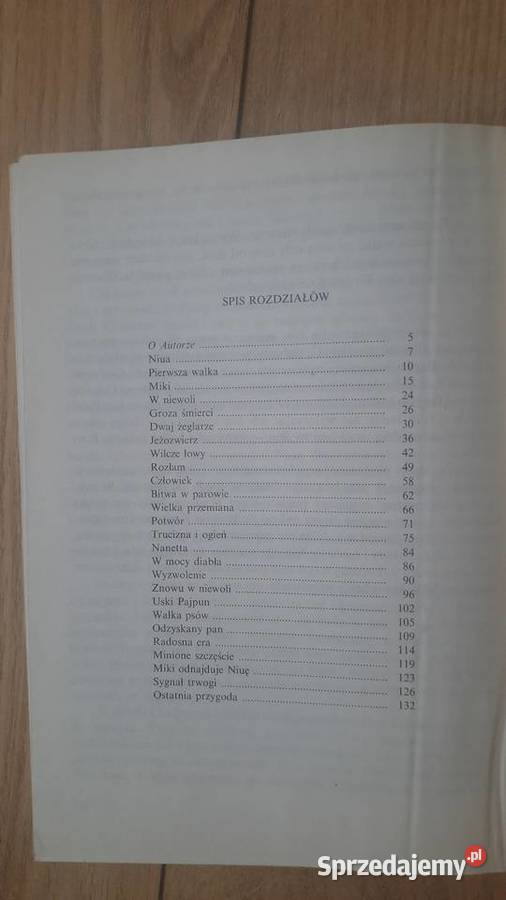 SPIS ROZDZIAŁÓW
O Autorze 5
Niua 7
Pierwsza walka 10
Miki 15
W niewoli 24
Groza śmierci 26
Dwaj żeglarze 30
Jeżozwierz 36
Wilcze łowy 42
Rozłam 49
Człowiek 58
Bitwa w parowie 62
Wielka przemiana 66
Potwór 71
Trucizna i ogień 75
Nanetta 84
W mocy diabła 86
Wyzwolenie 90
Znowu w niewoli 96
Uski Pajpun 102
Walka psów 105
Odzyskany pan 109
Radosna era 114
Minione szczęście 119
Miki odnajduje Niuę 123
Sygnał trwogi 126
Ostatnia przygoda 132
Sprzedajemy.pl